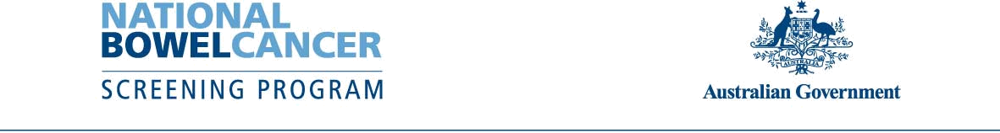 NATIONAL
BOWELCANCER
SCREENING PROGRAM
AUSTRALIA
Australian Government